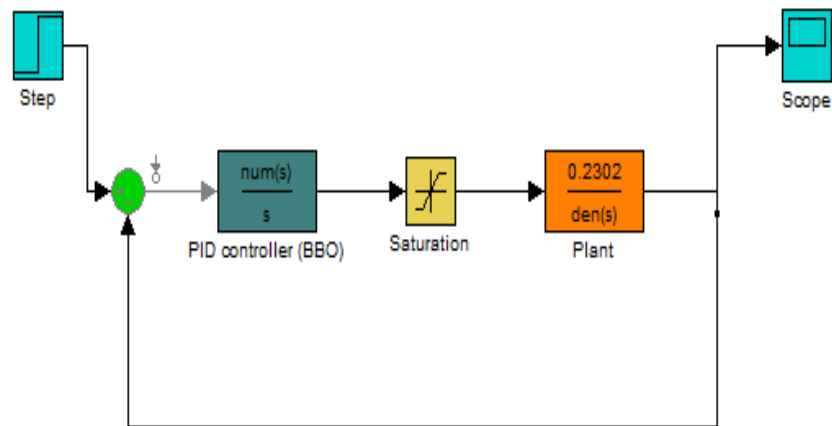 Step
Scope
num(s)
s
PID controller (BBO)
Saturation
0.2302
den(s)
Plant